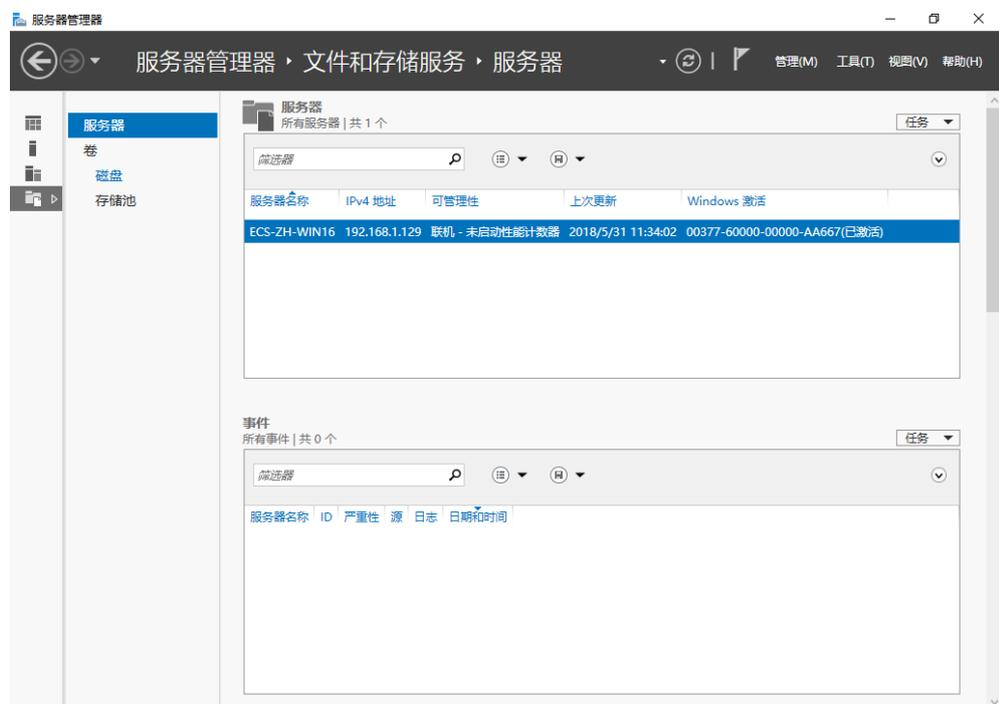 服务器管理器
服务器管理器 ‣ 文件和存储服务 ‣ 服务器
管理(M) 工具(T) 视图(V) 帮助(H)
服务器
卷
磁盘
存储池
服务器
所有服务器 | 共 1 个
任务
筛选器
服务器名称 IPv4 地址 可管理性 上次更新 Windows 激活
ECS-ZH-WIN16 192.168.1.129 联机 - 未启动性能计数器 2018/5/31 11:34:02 00377-60000-00000-AA667(已激活)
事件
所有事件 | 共 0 个
任务
筛选器
服务器名称 ID 严重性 源 日志 日期和时间